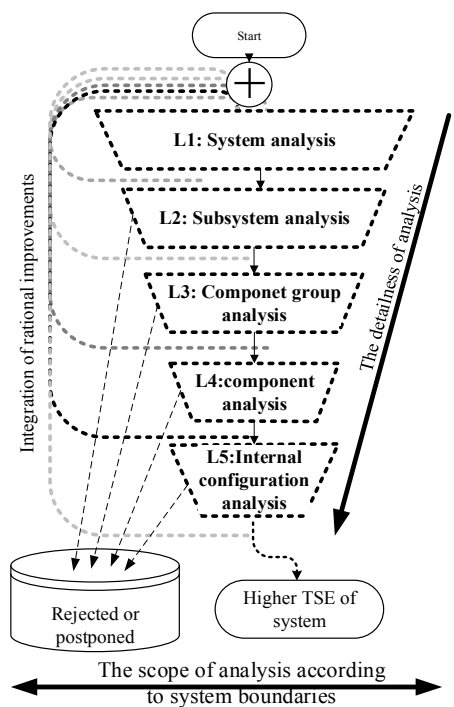 Start
L1: System analysis
L2: Subsystem analysis
L3: Componet group
analysis
L4:component
analysis
L5:Internal
configuration
analysis
Integration of rational improvements
The detailness of analysis
Rejected or
postponed
Higher TSE of
system
The scope of analysis according
to system boundaries